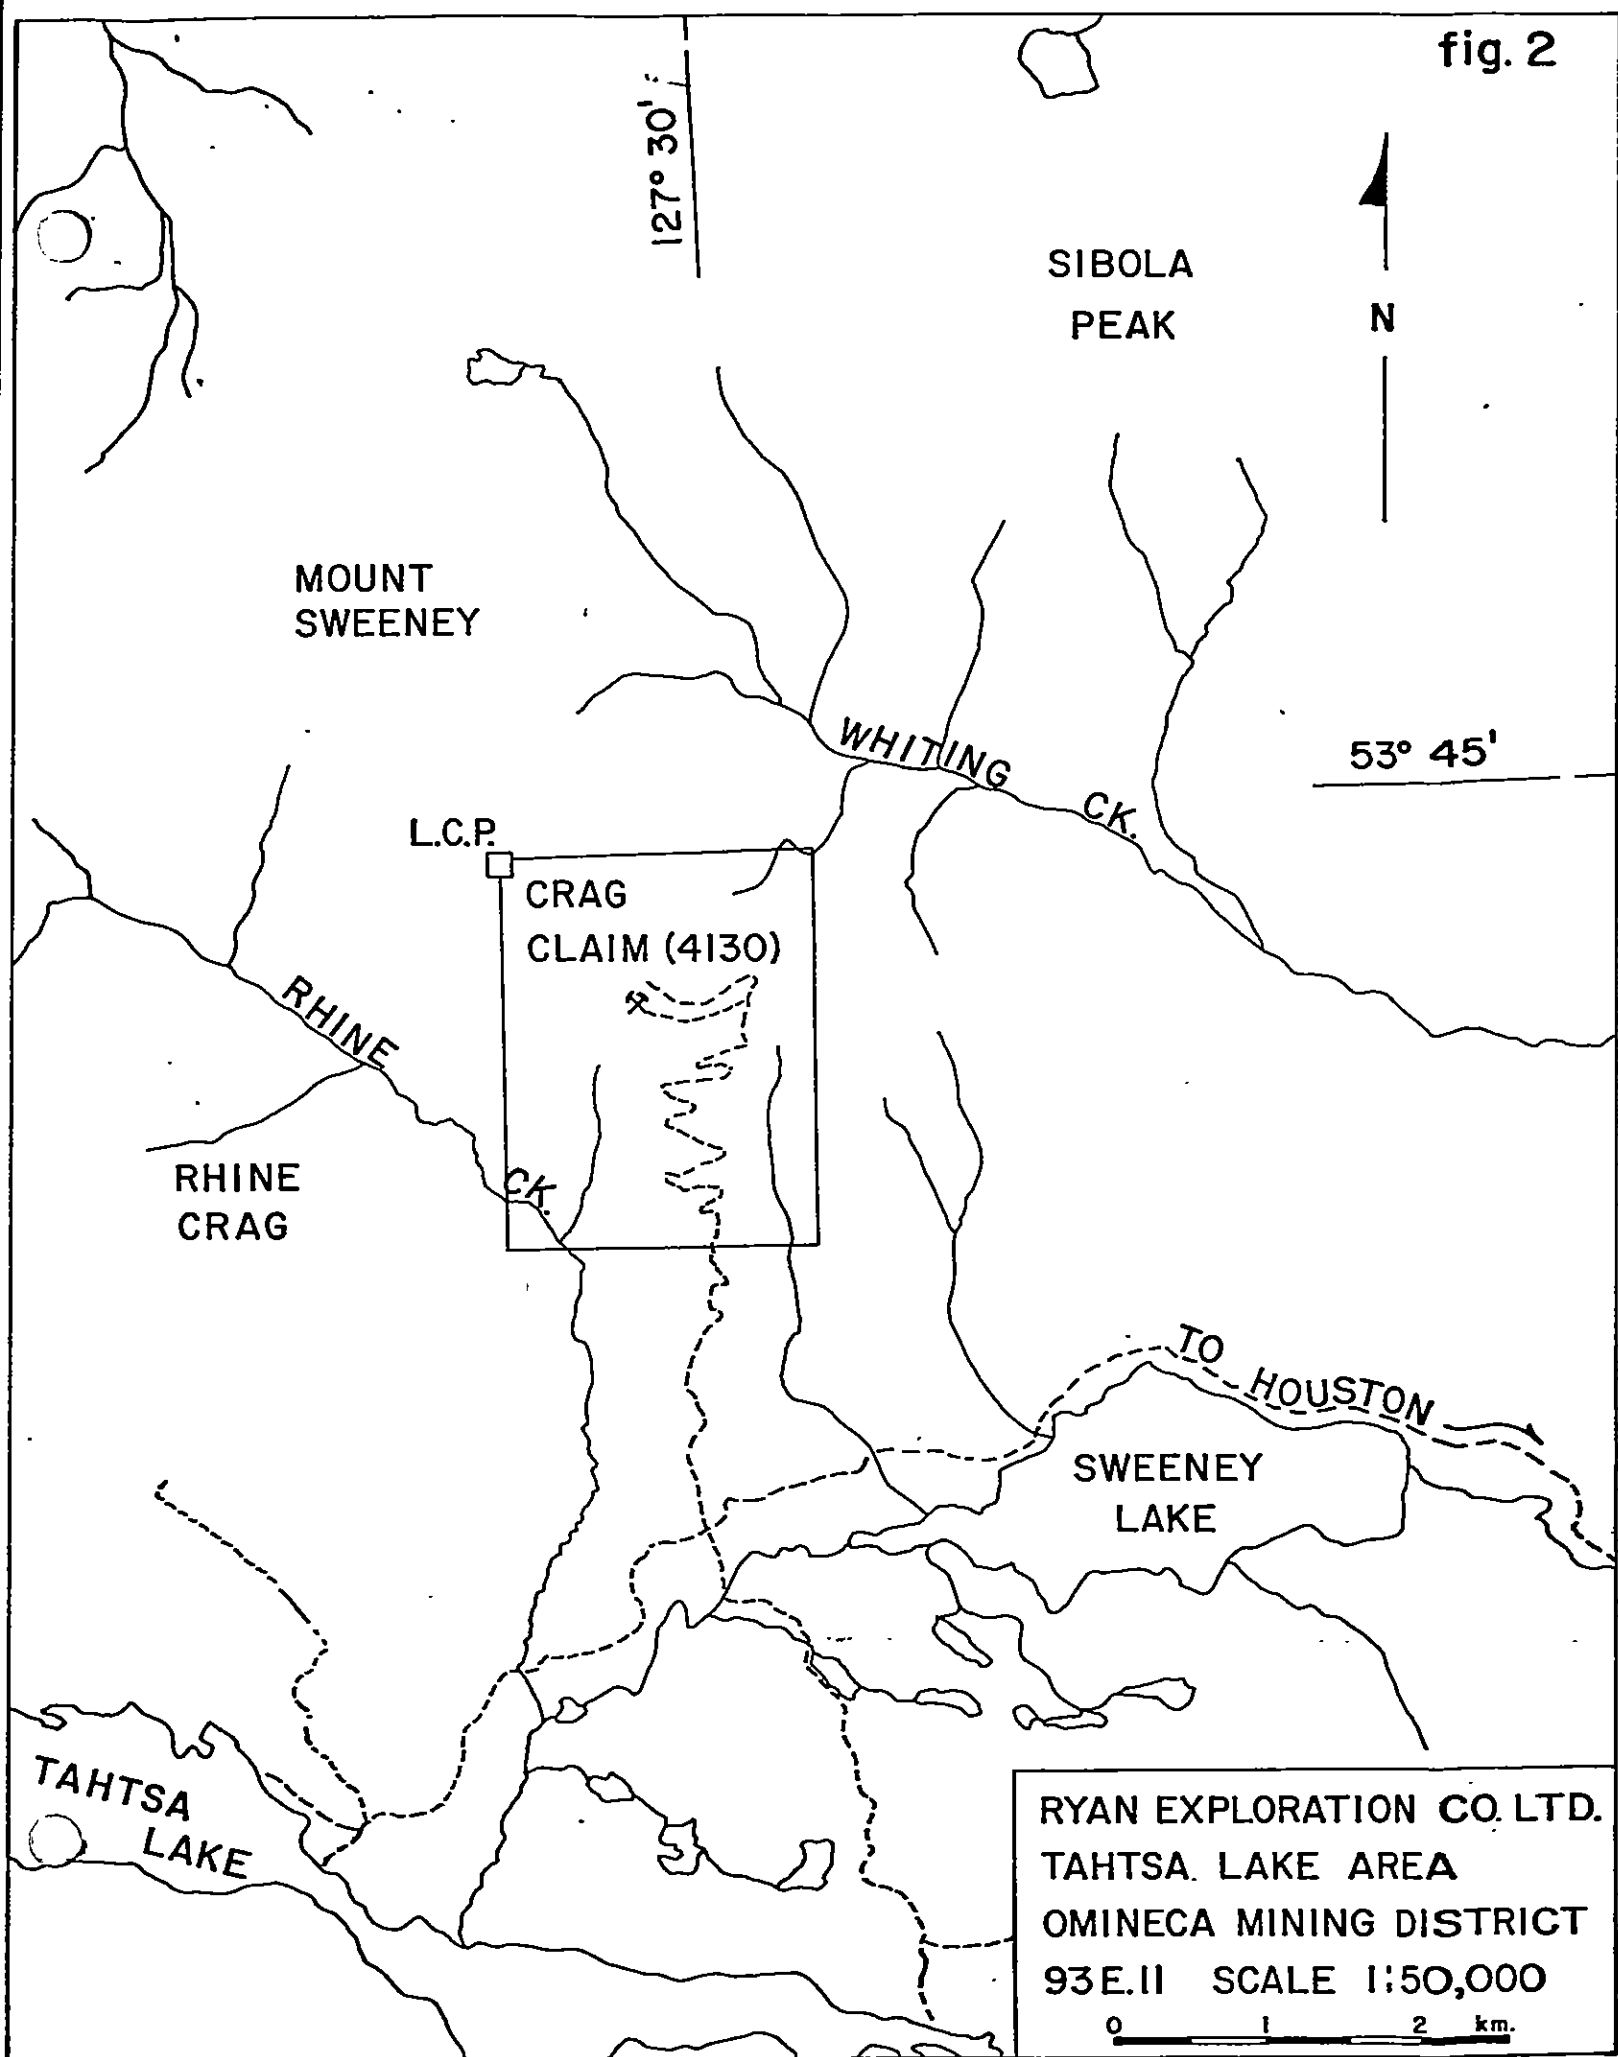 fig. 2
127° 30'
SIBOLA
PEAK
N
MOUNT
SWEENEY
WHITING CK.
53° 45'
L.C.P.
CRAG
CLAIM (4130)
RHINE CK.
RHINE
CRAG
TO HOUSTON
SWEENEY
LAKE
TAHTSA
LAKE
RYAN EXPLORATION CO. LTD.
TAHTSA. LAKE AREA
OMINECA MINING DISTRICT
93E.11 SCALE 1:50,000
0 1 2 km.